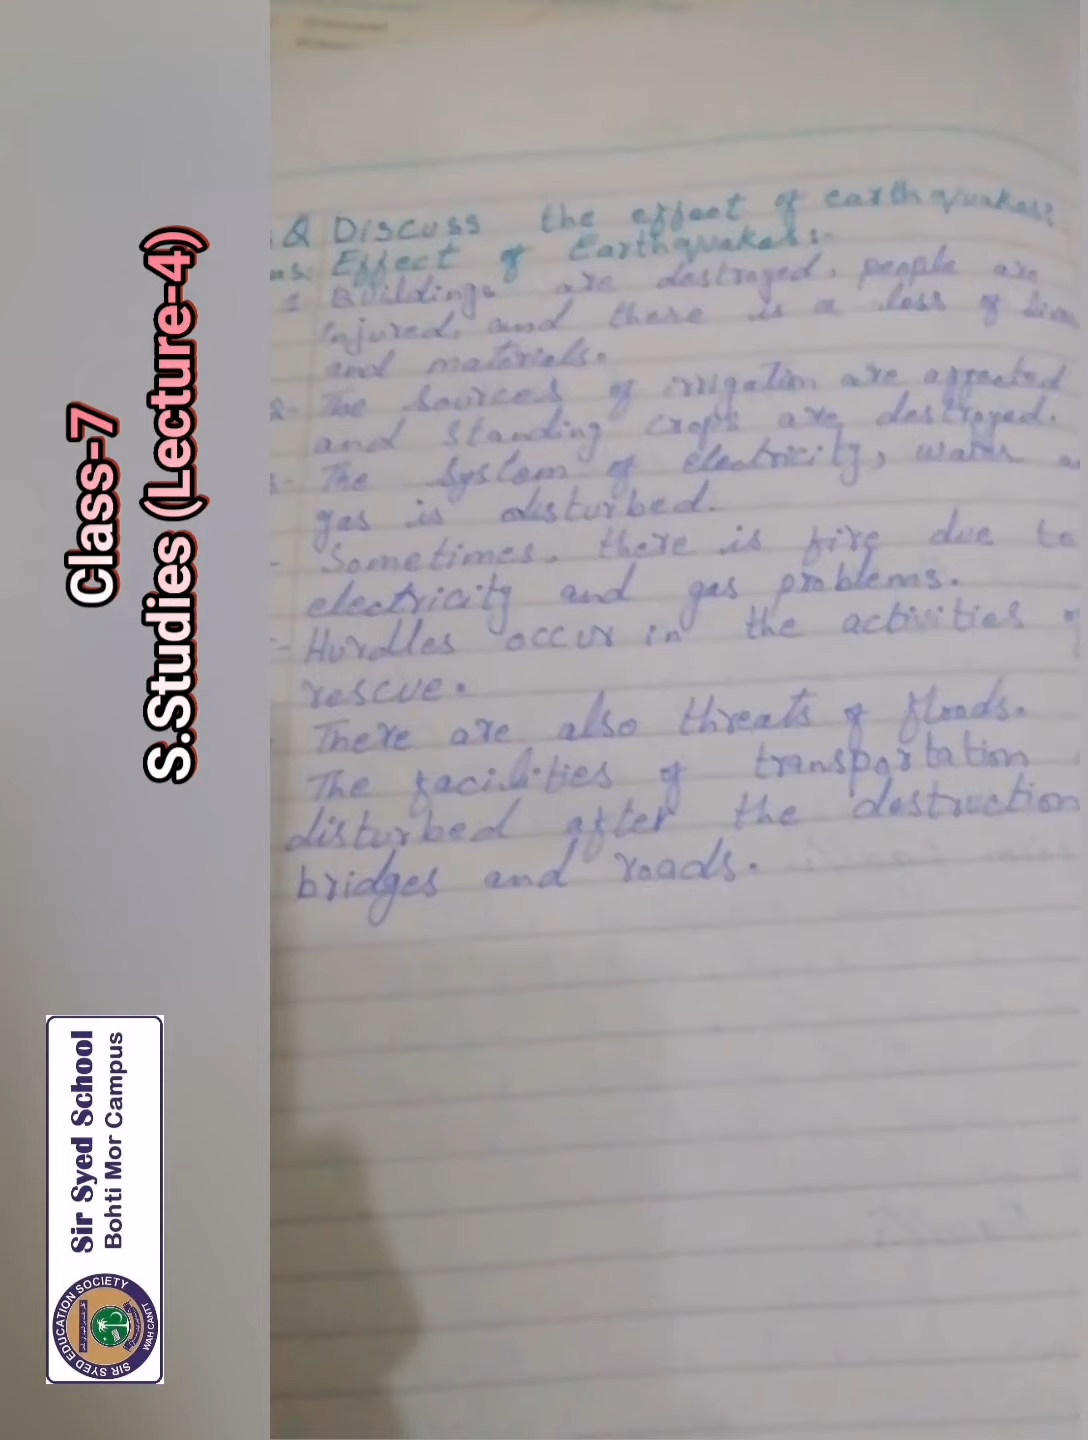 Class-7
S.Studies (Lecture-4)
Sir Syed School
Bohti Mor Campus
SIR SYED EDUCATION SOCIETY
WAH CANTT
Q Discuss the effect of earthquakes?
ns. Effect of Earthquakes:-
1 Buildings are destroyed, people are
injured, and there is a loss of lives
and materials.
2- The sources of irrigation are affected
and standing crops are destroyed.
- The system of electricity, water a
gas is disturbed.
- Sometimes, there is fire due to
electricity and gas problems.
- Hurdles occur in the activities of
rescue.
There are also threats of floods.
The facilities of transportation
disturbed after the destruction
bridges and roads.